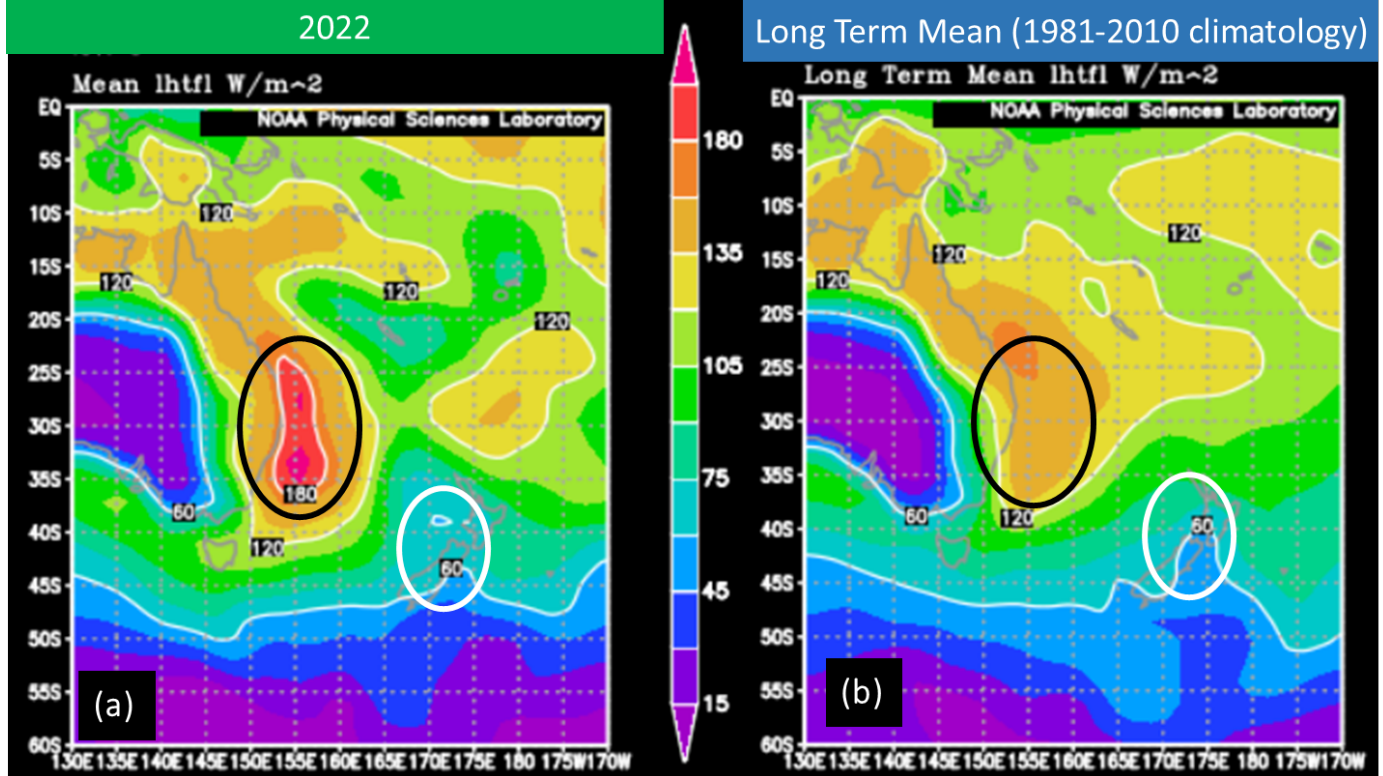 2022
Long Term Mean (1981-2010 climatology)
Mean lhtfl W/m^2
Long Term Mean lhtfl W/m^2
NOAA Physical Sciences Laboratory
EQ
5S
10S
15S
20S
25S
30S
35S
40S
45S
50S
55S
60S
130E 135E 140E 145E 150E 155E 160E 165E 170E 175E 180 175W 170W
120
120
120
120
180
60
120
60
(a)
180
135
105
75
45
15
NOAA Physical Sciences Laboratory
EQ
5S
10S
15S
20S
25S
30S
35S
40S
45S
50S
55S
60S
130E 135E 140E 145E 150E 155E 160E 165E 170E 175E 180 175W 170W
120
120
120
60
120
60
(b)